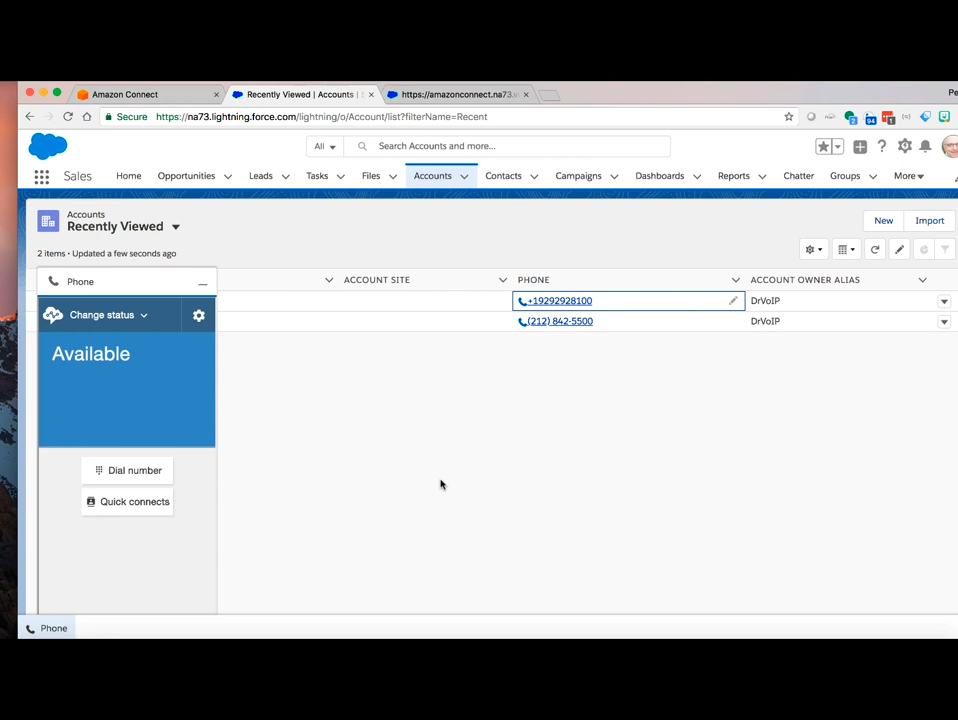 Amazon Connect
Recently Viewed | Accounts |
https://amazonconnect.na73.
Pe
Secure
https://na73.lightning.force.com/lightning/o/Account/list?filterName=Recent
94
All
Search Accounts and more...
Sales
Home
Opportunities
Leads
Tasks
Files
Accounts
Contacts
Campaigns
Dashboards
Reports
Chatter
Groups
More
Accounts
Recently Viewed
New
Import
2 items • Updated a few seconds ago
Phone
ACCOUNT SITE
PHONE
ACCOUNT OWNER ALIAS
+19292928100
DrVoIP
(212) 842-5500
DrVoIP
Change status
Available
Dial number
Quick connects
Phone